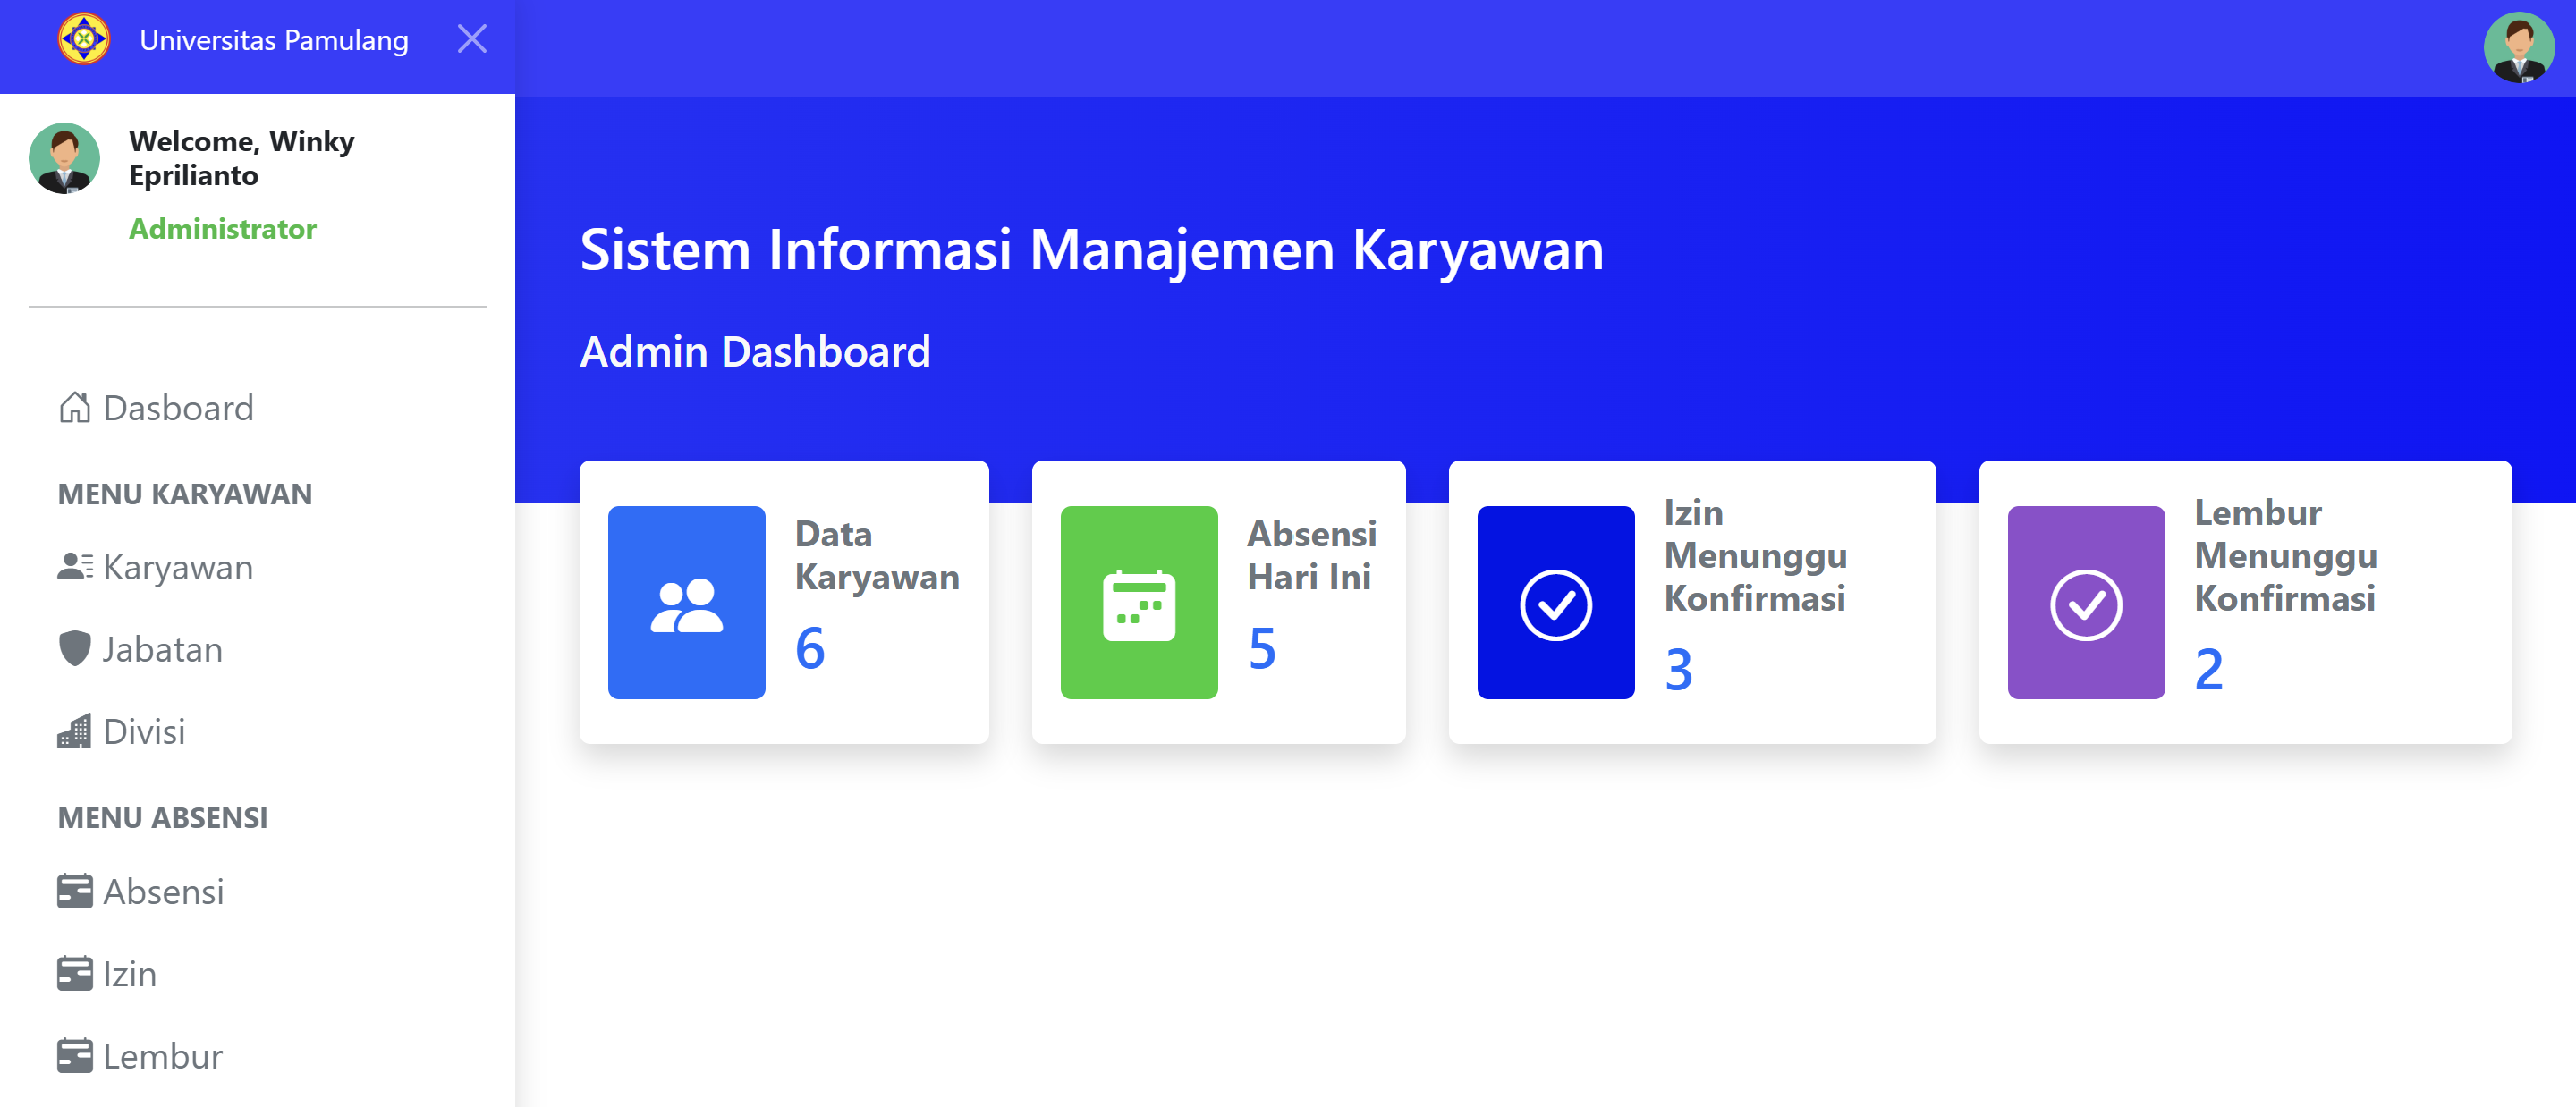 Universitas Pamulang
Welcome, Winky
Eprilianto
Administrator
Dasboard
MENU KARYAWAN
Karyawan
Jabatan
Divisi
MENU ABSENSI
Absensi
Izin
Lembur
Sistem Informasi Manajemen Karyawan
Admin Dashboard
Data
Karyawan
6
Absensi
Hari Ini
5
Izin
Menunggu
Konfirmasi
3
Lembur
Menunggu
Konfirmasi
2